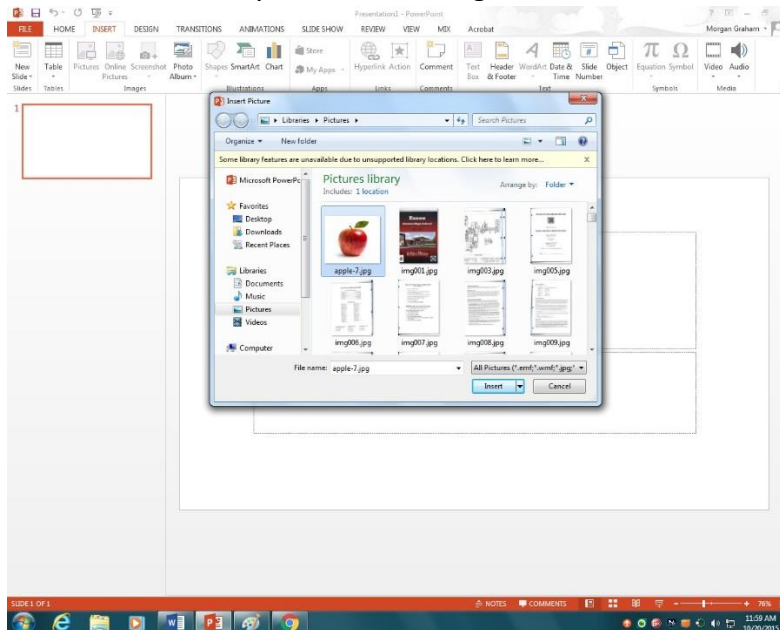 Presentation1 - PowerPoint
FILE HOME INSERT DESIGN TRANSITIONS ANIMATIONS SLIDE SHOW REVIEW VIEW MIX Acrobat Morgan Graham
New Slide Table Pictures Online Pictures Screenshot Photo Album Shapes SmartArt Chart Store My Apps Hyperlink Action Comment Text Box Header & Footer WordArt Date & Time Slide Number Object Equation Symbol Video Audio
Slides Tables Images Illustrations Apps Links Comments Text Symbols Media
1
Insert Picture
Libraries Pictures Search Pictures
Organize New folder
Some library features are unavailable due to unsupported library locations. Click here to learn more...
Microsoft PowerPo
Favorites
Desktop
Downloads
Recent Places
Libraries
Documents
Music
Pictures
Videos
Computer
Pictures library
Includes: 1 location
Arrange by: Folder
apple-7.jpg img001.jpg img003.jpg img005.jpg
img006.jpg img007.jpg img008.jpg img009.jpg
File name: apple-7.jpg All Pictures (*.emf;*.wmf;*.jpg;*
Insert Cancel
SLIDE 1 OF 1 NOTES COMMENTS 76%
11:59 AM
10/20/2015